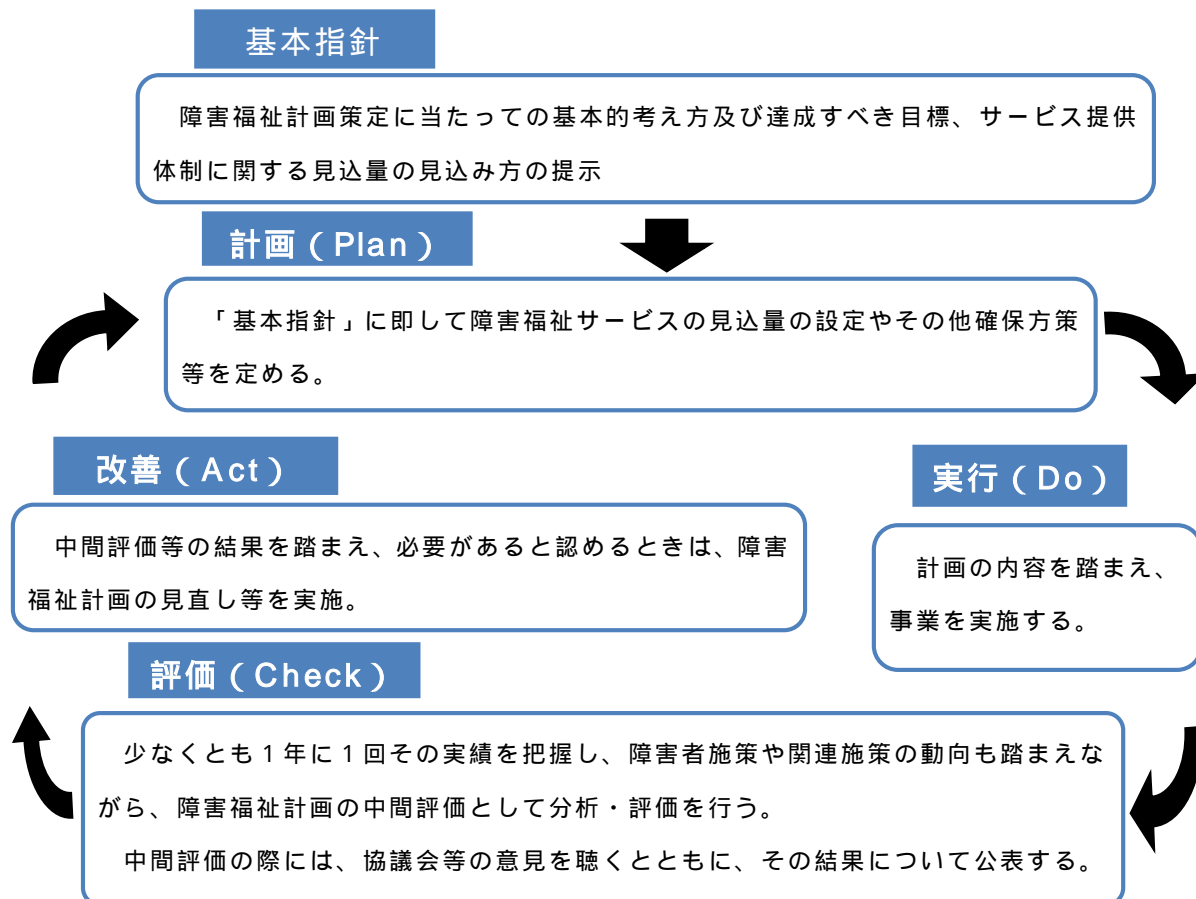 基本指針
障害福祉計画策定に当たっての基本的考え方及び達成すべき目標、サービス提供
体制に関する見込量の見込み方の提示
計画(Plan)
「基本指針」に即して障害福祉サービスの見込量の設定やその他確保方策
等を定める。
改善(Act)
中間評価等の結果を踏まえ、必要があると認めるときは、障害
福祉計画の見直し等を実施。
実行(Do)
計画の内容を踏まえ、
事業を実施する。
評価(Check)
少なくとも1年に1回その実績を把握し、障害者施策や関連施策の動向も踏まえな
がら、障害福祉計画の中間評価として分析・評価を行う。
中間評価の際には、協議会等の意見を聴くとともに、その結果について公表する。